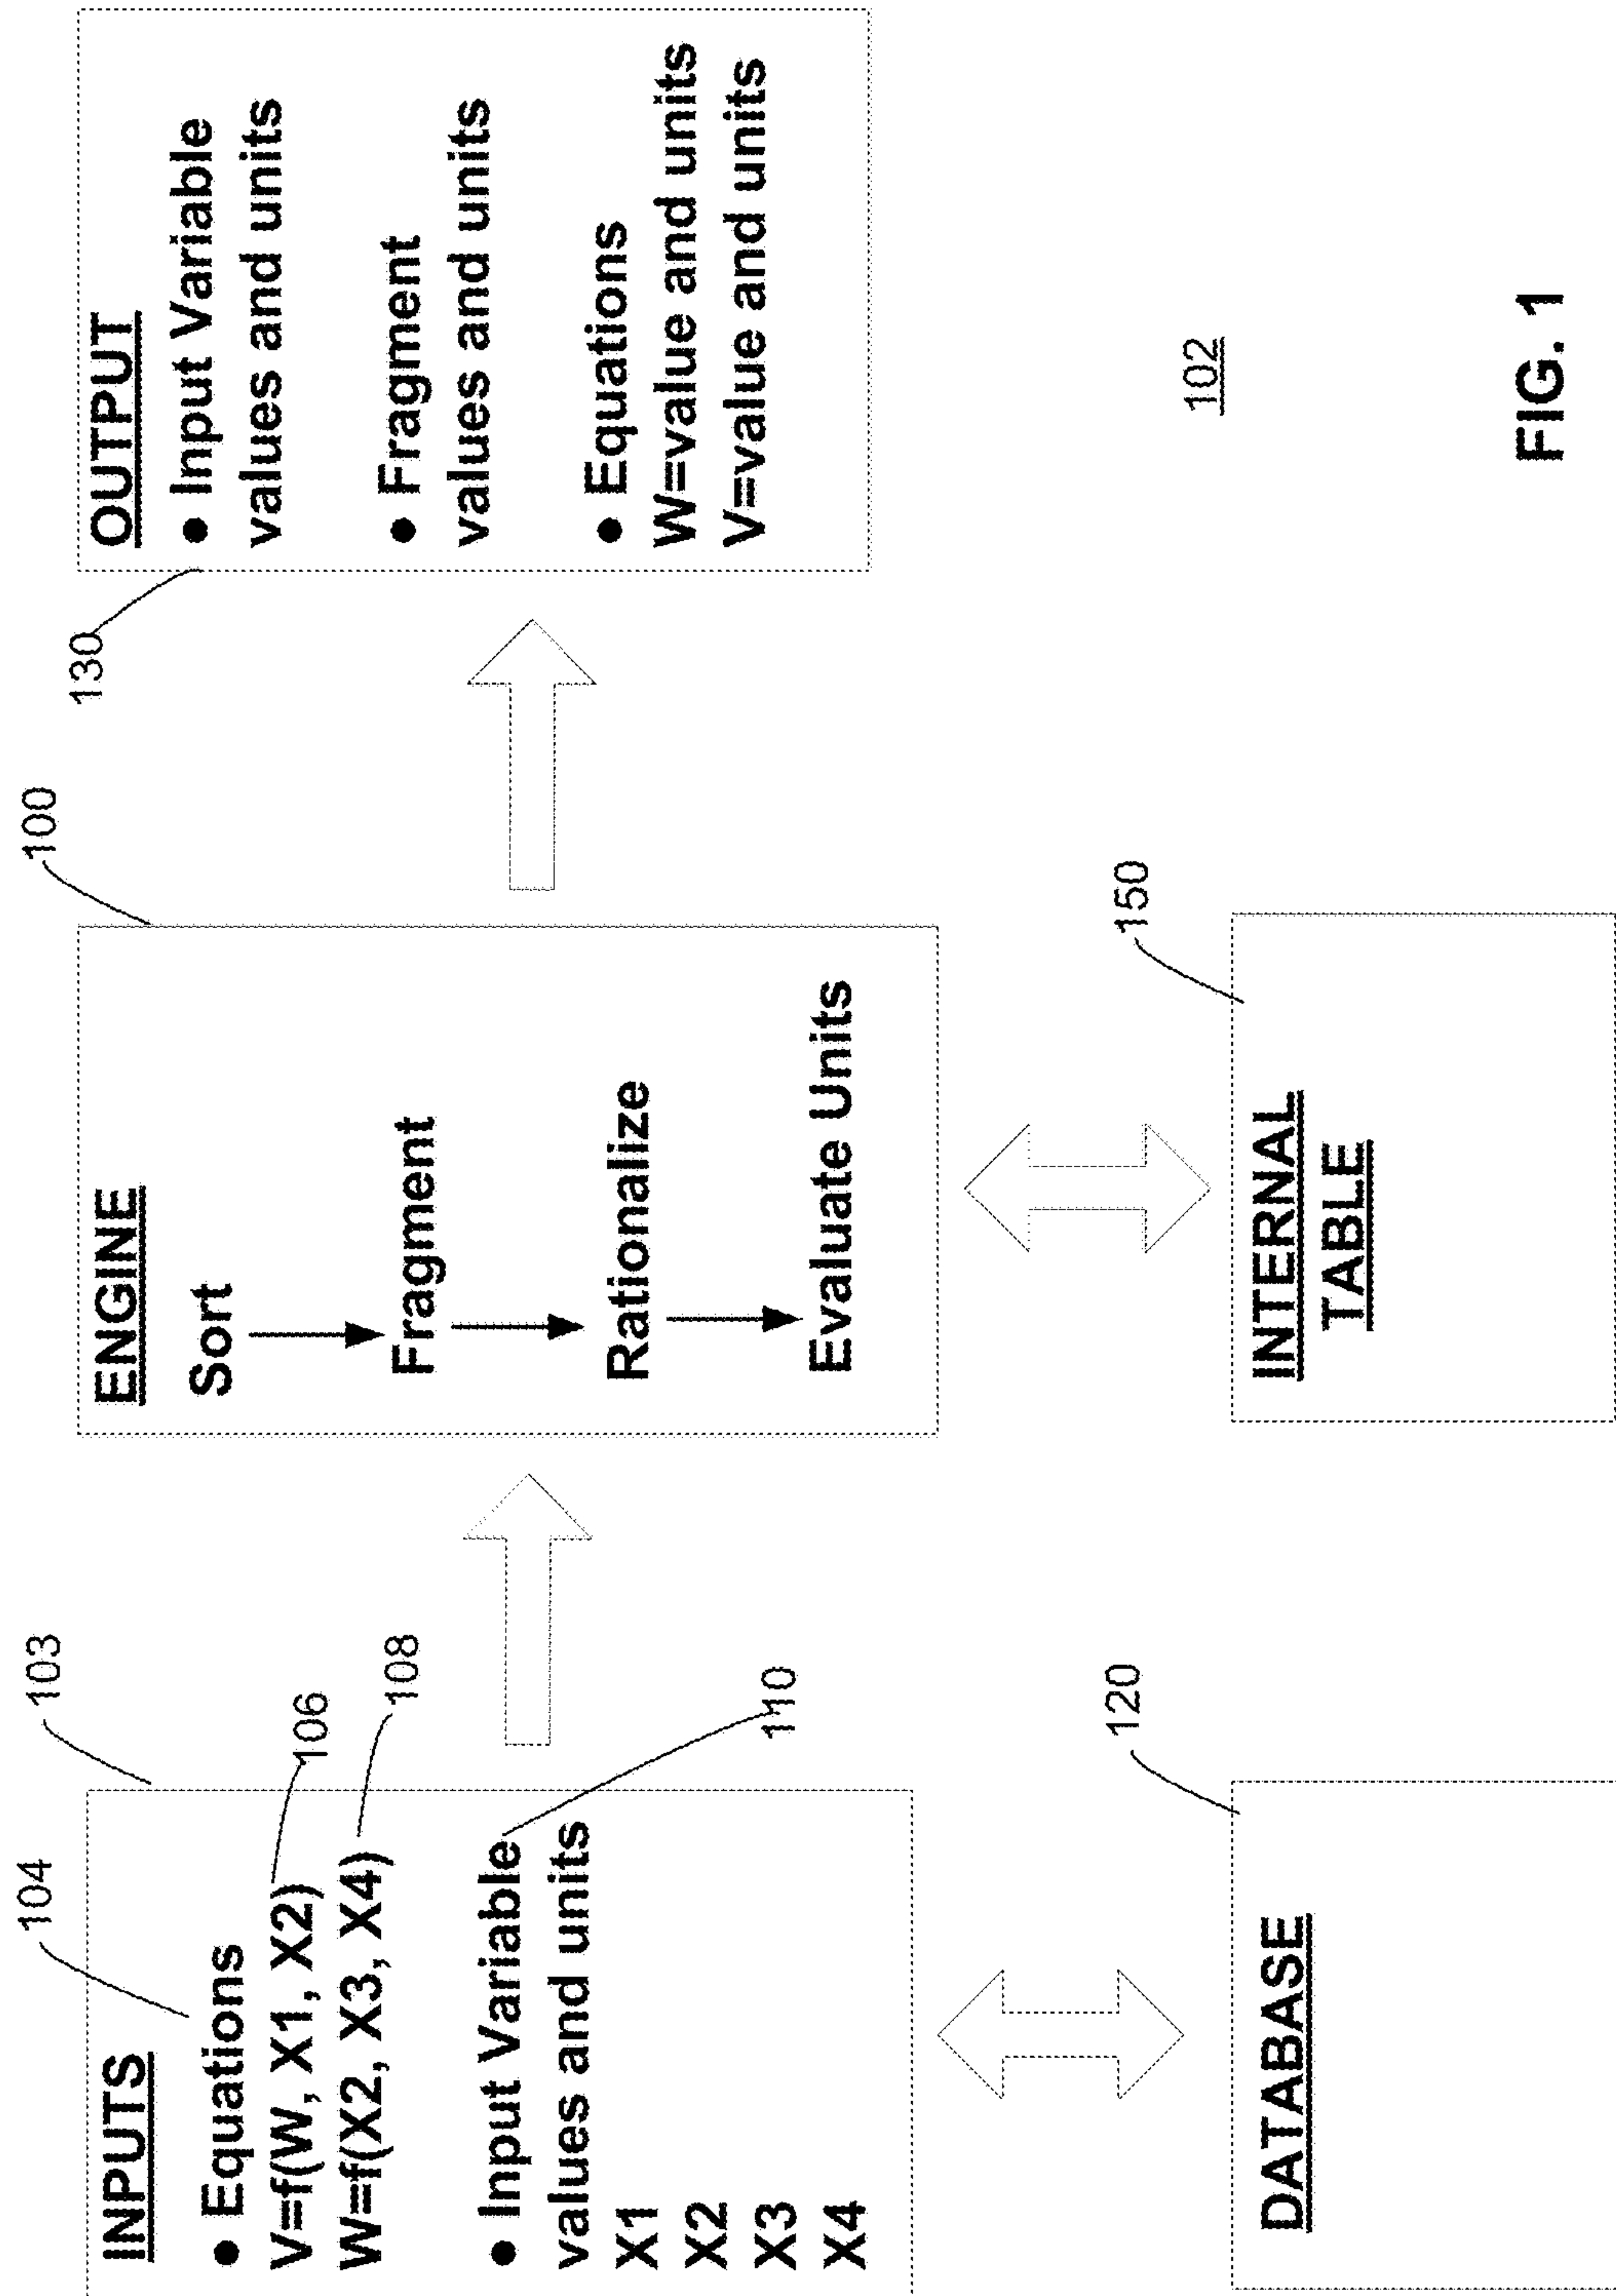 104
103
INPUTS
● Equations
V=f(W, X1, X2)
106
W=f(X2, X3, X4)
108
● Input Variable
values and units
110
X1
X2
X3
X4
120
DATABASE
100
ENGINE
Sort
Fragment
Rationalize
Evaluate Units
150
INTERNAL
TABLE
130
OUTPUT
● Input Variable
values and units
● Fragment
values and units
● Equations
W=value and units
V=value and units
102
FIG. 1